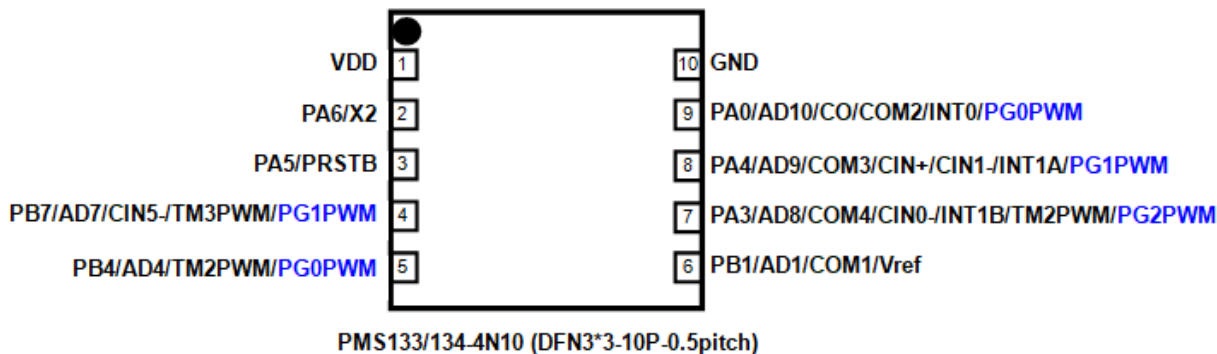 VDD 1 10 GND
PA6/X2 2 9 PA0/AD10/CO/COM2/INT0/PG0PWM
PA5/PRSTB 3 8 PA4/AD9/COM3/CIN+/CIN1-/INT1A/PG1PWM
PB7/AD7/CIN5-/TM3PWM/PG1PWM 4 7 PA3/AD8/COM4/CIN0-/INT1B/TM2PWM/PG2PWM
PB4/AD4/TM2PWM/PG0PWM 5 6 PB1/AD1/COM1/Vref
PMS133/134-4N10 (DFN3*3-10P-0.5pitch)